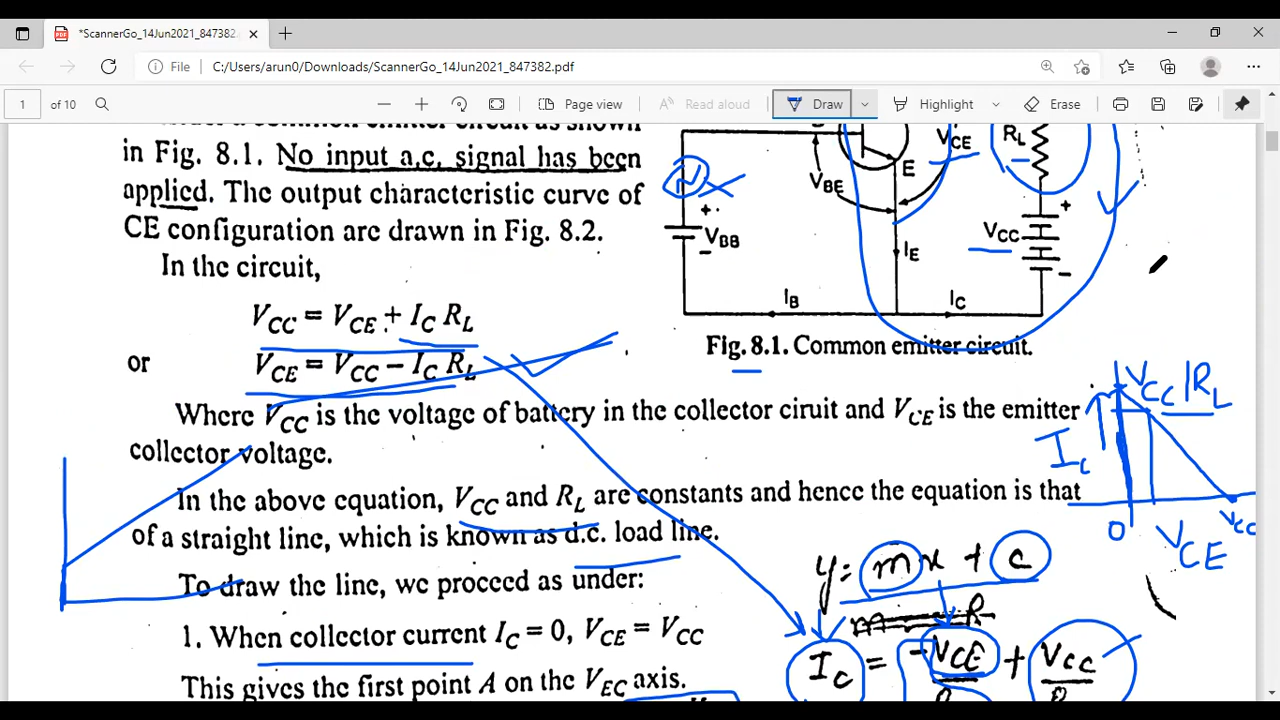 *ScannerGo_14Jun2021_847382.
File C:/Users/arun0/Downloads/ScannerGo_14Jun2021_847382.pdf
1 of 10 Page view Read aloud Draw Highlight Erase
a common emitter circuit as shown
in Fig. 8.1. No input a.c. signal has been
applied. The output characteristic curve of
CE configuration are drawn in Fig. 8.2.
In the circuit,
VCC = VCE + IC RL
or VCE = VCC − IC RL
VBE
E
VCE
RL
+
VBB
−
IE
+
VCC
−
IB
IC
Fig. 8.1. Common emitter circuit.
Where VCC is the voltage of battery in the collector ciruit and VCE is the emitter
collector voltage.
In the above equation, VCC and RL are constants and hence the equation is that
of a straight line, which is known as d.c. load line.
To draw the line, we proceed as under:
1. When collector current IC = 0, VCE = VCC
This gives the first point A on the VEC axis.
VCC/RL
IC
0
VCE
VCC
y = mx + c
IC = -VCE/R + VCC/R